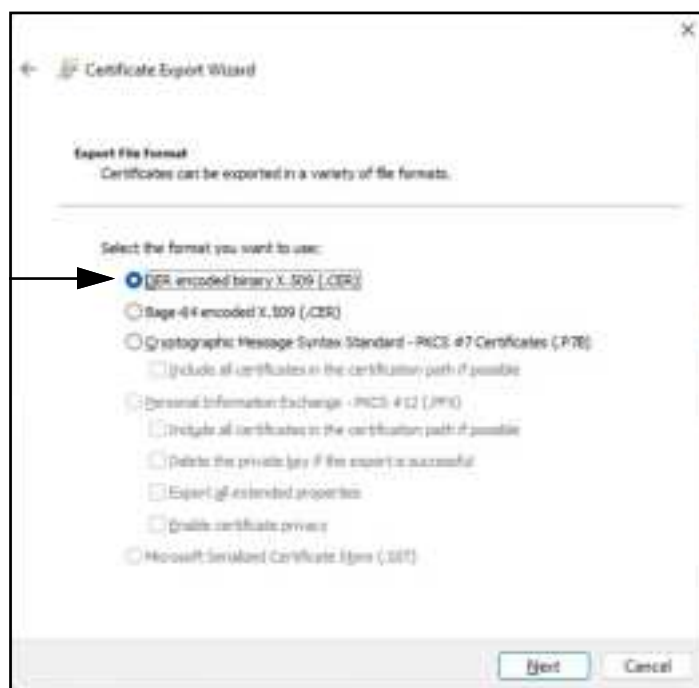 Certificate Export Wizard
Export File Format
Certificates can be exported in a variety of file formats.
Select the format you want to use:
DER encoded binary X.509 (.CER)
Base-64 encoded X.509 (.CER)
Cryptographic Message Syntax Standard - PKCS #7 Certificates (.P7B)
Include all certificates in the certification path if possible
Personal Information Exchange - PKCS #12 (.PFX)
Include all certificates in the certification path if possible
Delete the private key if the export is successful
Export all extended properties
Enable certificate privacy
Microsoft Serialized Certificate Store (.SST)
Next Cancel